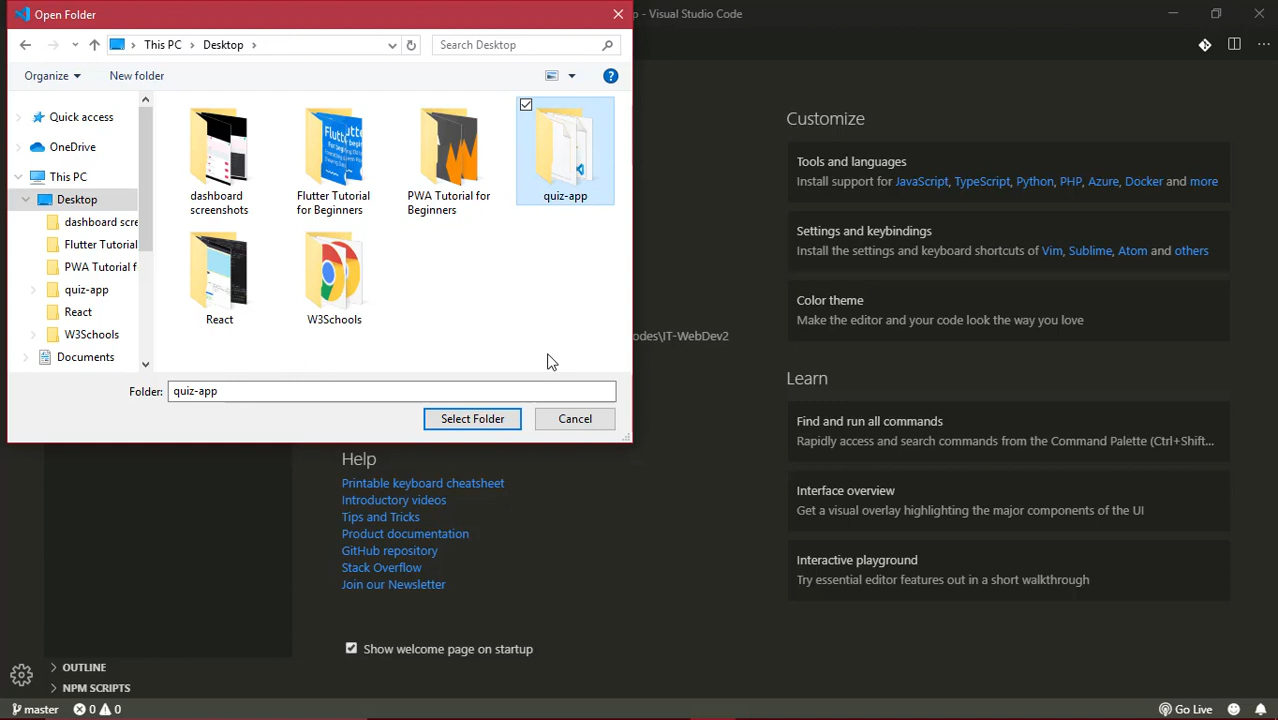 Open Folder
p - Visual Studio Code
This PC
Desktop
Search Desktop
Organize
New folder
Quick access
OneDrive
This PC
Desktop
dashboard scre
Flutter Tutorial
PWA Tutorial f
quiz-app
React
W3Schools
Documents
dashboard
screenshots
Flutter Tutorial
for Beginners
PWA Tutorial for
Beginners
quiz-app
React
W3Schools
Folder:
quiz-app
Select Folder
Cancel
odes\IT-WebDev2
Help
Printable keyboard cheatsheet
Introductory videos
Tips and Tricks
Product documentation
GitHub repository
Stack Overflow
Join our Newsletter
Show welcome page on startup
Customize
Tools and languages
Install support for JavaScript, TypeScript, Python, PHP, Azure, Docker and more
Settings and keybindings
Install the settings and keyboard shortcuts of Vim, Sublime, Atom and others
Color theme
Make the editor and your code look the way you love
Learn
Find and run all commands
Rapidly access and search commands from the Command Palette (Ctrl+Shift...
Interface overview
Get a visual overlay highlighting the major components of the UI
Interactive playground
Try essential editor features out in a short walkthrough
OUTLINE
NPM SCRIPTS
master
0
0
Go Live